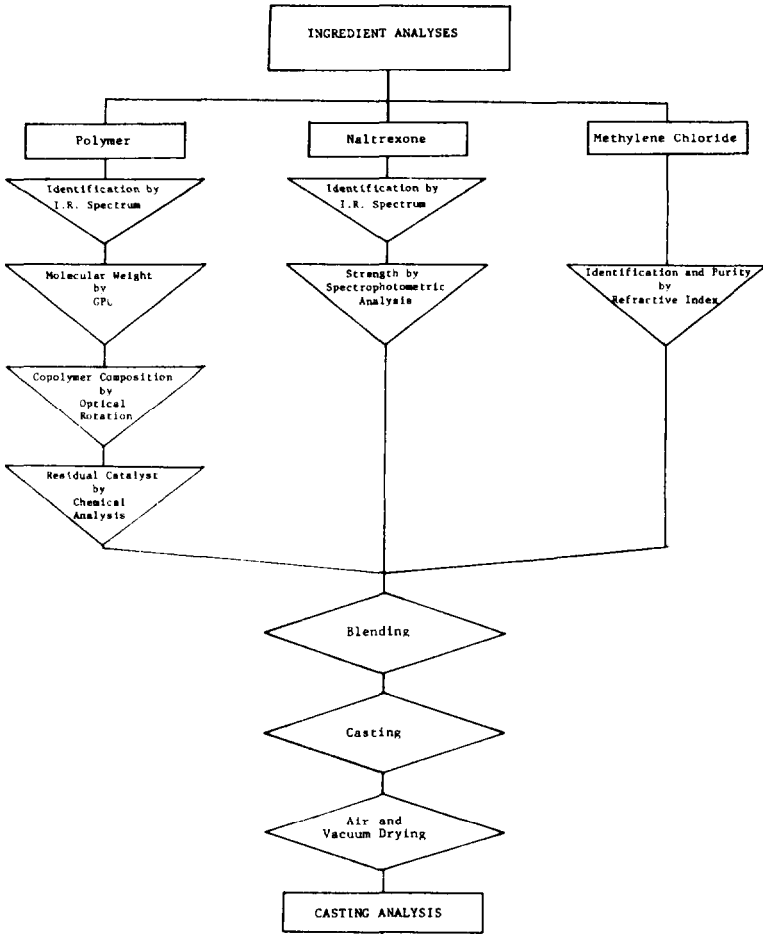 INGREDIENT ANALYSES
Polymer
Naltrexone
Methylene Chloride
Identification by
I.R. Spectrum
Identification by
I.R. Spectrum
Molecular Weight
by
GPC
Strength by
Spectrophotometric
Analysis
Identification and Purity
by
Refractive Index
Copolymer Composition
by
Optical
Rotation
Residual Catalyst
by
Chemical
Analysis
Blending
Casting
Air and
Vacuum Drying
CASTING ANALYSIS